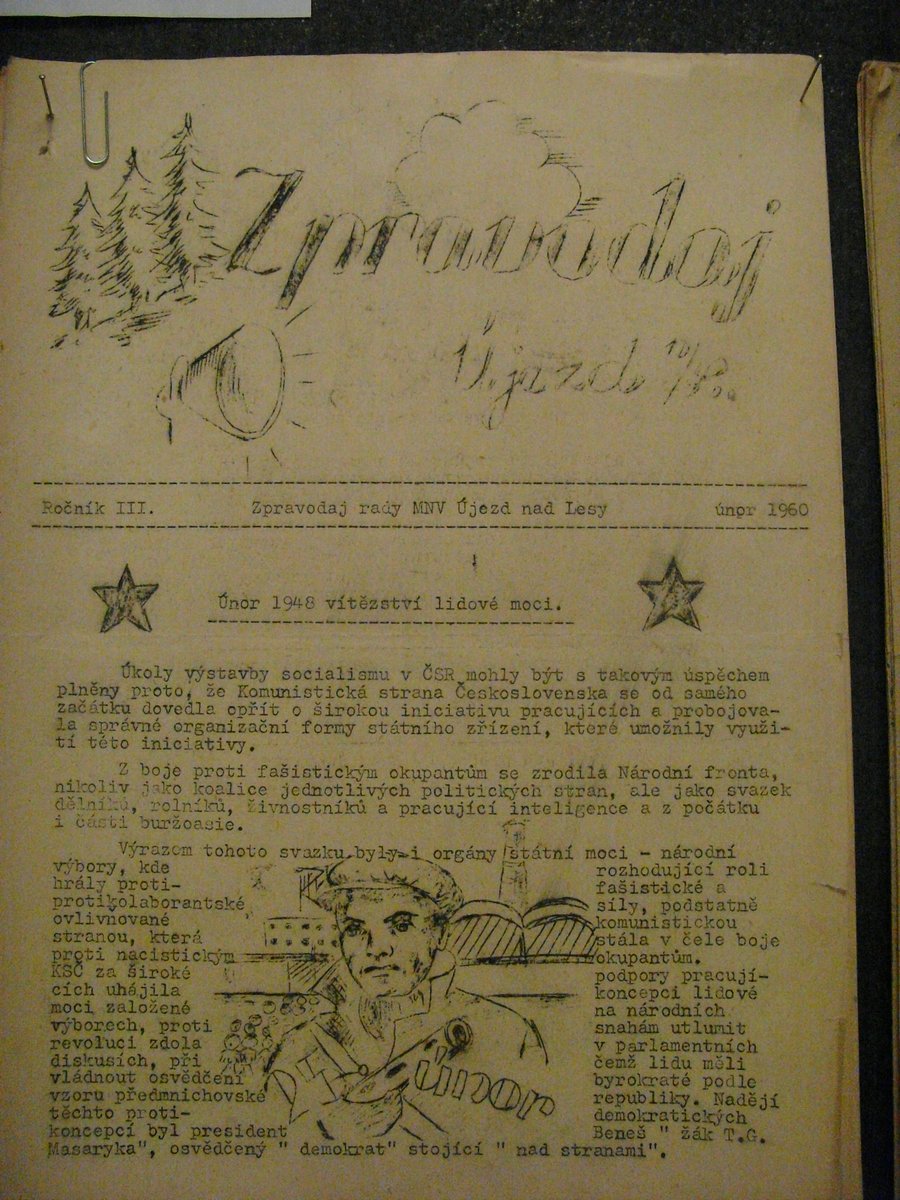 Zpravodaj
Újezd n/L.
Ročník III. Zpravodaj rady MNV Újezd nad Lesy únor 1960
Únor 1948 vítězství lidové moci.
Úkoly výstavby socialismu v ČSR mohly být s takovým úspěchem
plněny proto, že Komunistická strana Československa se od samého
začátku dovedla opřít o širokou iniciativu pracujících a probojova-
la správné organizační formy státního zřízení, které umožnily využi-
tí této iniciativy.
Z boje proti fašistickým okupantům se zrodila Národní fronta,
nikoliv jako koalice jednotlivých politických stran, ale jako svazek
dělníků, rolníků, živnostníků a pracující inteligence a z počátku
i části buržoasie.
Výrazem tohoto svazku byly i orgány státní moci - národní
výbory, kde rozhodující roli
hrály proti- fašistické a
protikolaborantské síly, podstatně
ovlivňované komunistickou
stranou, která stála v čele boje
proti nacistickým okupantům.
KSČ za široké podpory pracují-
cích uhájila koncepci lidové
moci založené na národních
výborech, proti snahám utlumit
revoluci zdola v parlamentních
diskusích, při čemž lidu měli
vládnout osvědčení byrokraté podle
vzoru předmnichovské republiky. Nadějí
těchto proti- demokratických
koncepcí byl president Beneš " žák T.G.
Masaryka", osvědčený " demokrat" stojící " nad stranami".
únor